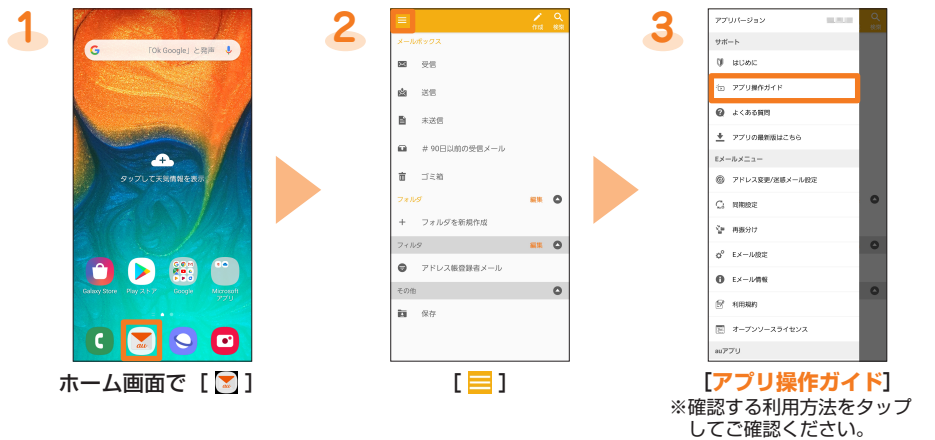 1
「Ok Google」と発声
タップして天気情報を表示
Galaxy Store
Play ストア
Google
Microsoft
アプリ
au
ホーム画面で［ au ］
2
作成
検索
メールボックス
受信
送信
未送信
# 90日以前の受信メール
ゴミ箱
フォルダ 編集
+ フォルダを新規作成
フィルタ 編集
アドレス帳登録者メール
その他
保存
［ ］
3
アプリバージョン
検索
サポート
はじめに
アプリ操作ガイド
よくある質問
アプリの最新版はこちら
Eメールメニュー
アドレス変更/迷惑メール設定
同期設定
再振分け
Eメール設定
Eメール情報
利用規約
オープンソースライセンス
auアプリ
［アプリ操作ガイド］
※確認する利用方法をタップ
してご確認ください。